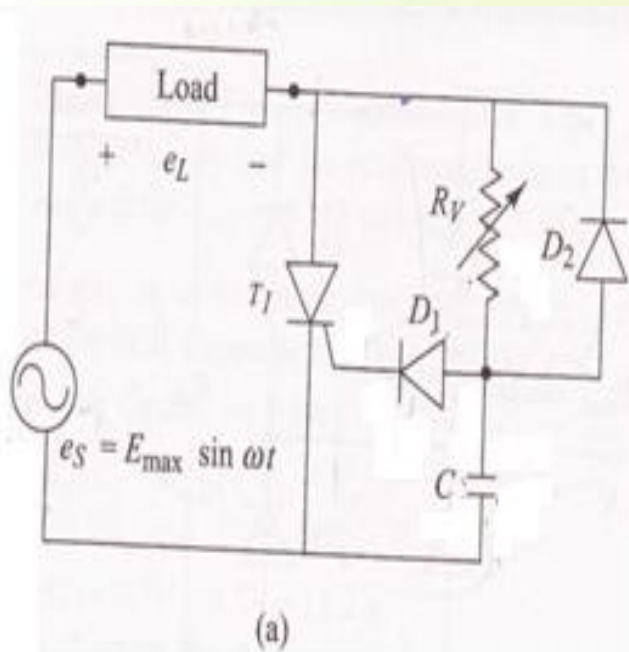 Load
+ e_L −
R_V
D_2
T_1
D_1
e_S = E_max sin ωt
C
(a)